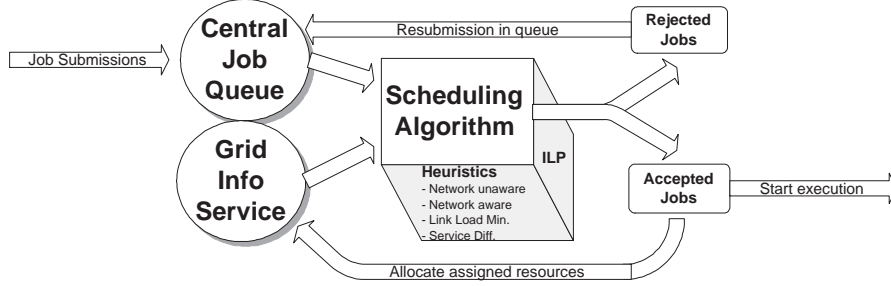 Job Submissions
Central
Job
Queue
Resubmission in queue
Rejected
Jobs
Scheduling
Algorithm
ILP
Grid
Info
Service
Heuristics
- Network unaware
- Network aware
- Link Load Min.
- Service Diff.
Accepted
Jobs
Start execution
Allocate assigned resources